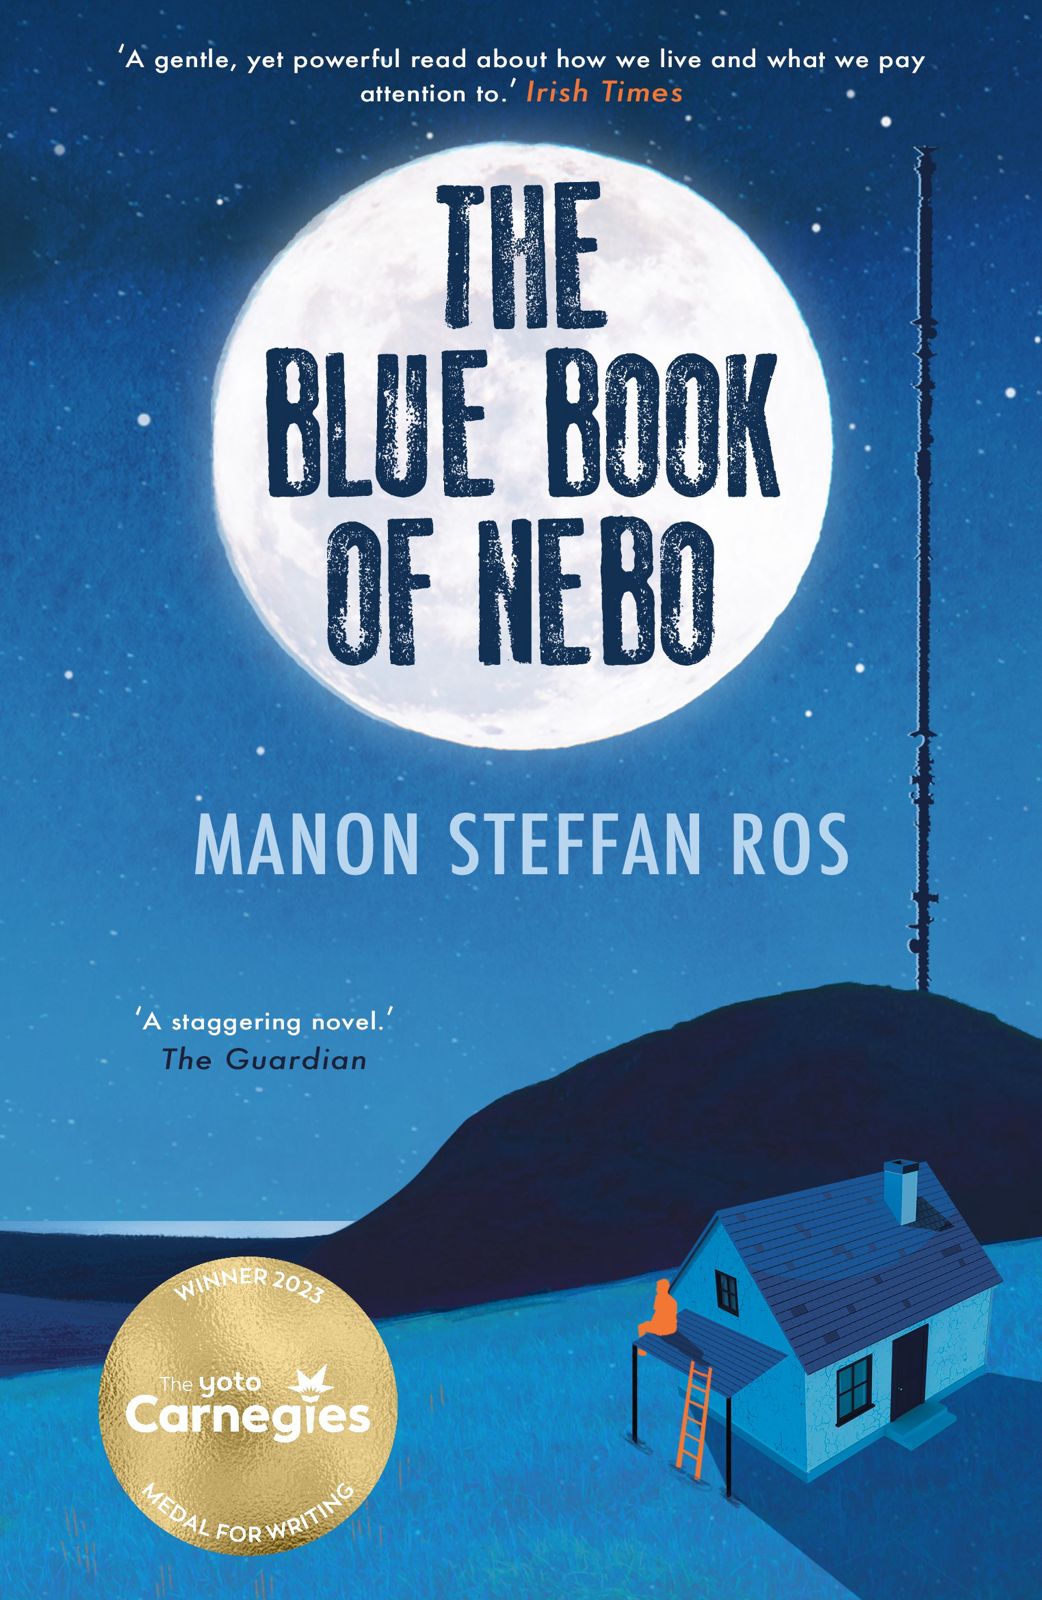 ‘A gentle, yet powerful read about how we live and what we pay
attention to.’ Irish Times
THE
BLUE BOOK
OF NEBO
MANON STEFFAN ROS
‘A staggering novel.’
The Guardian
WINNER 2023
The yoto
Carnegies
MEDAL FOR WRITING